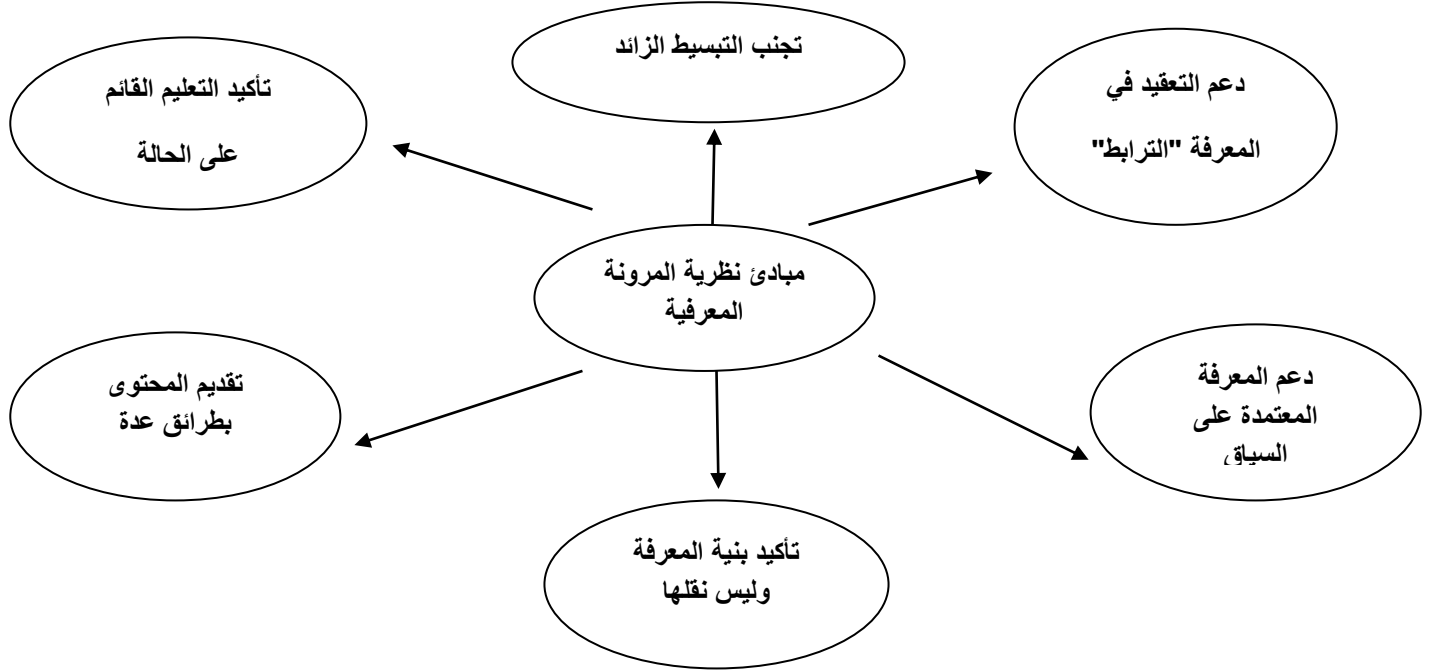 تجنب التبسيط الزائد
دعم التعقيد في
المعرفة "الترابط"
تأكيد التعليم القائم
على الحالة
مبادئ نظرية المرونة
المعرفية
دعم المعرفة
المعتمدة على
السياق
تقديم المحتوى
بطرائق عدة
تأكيد بنية المعرفة
وليس نقلها